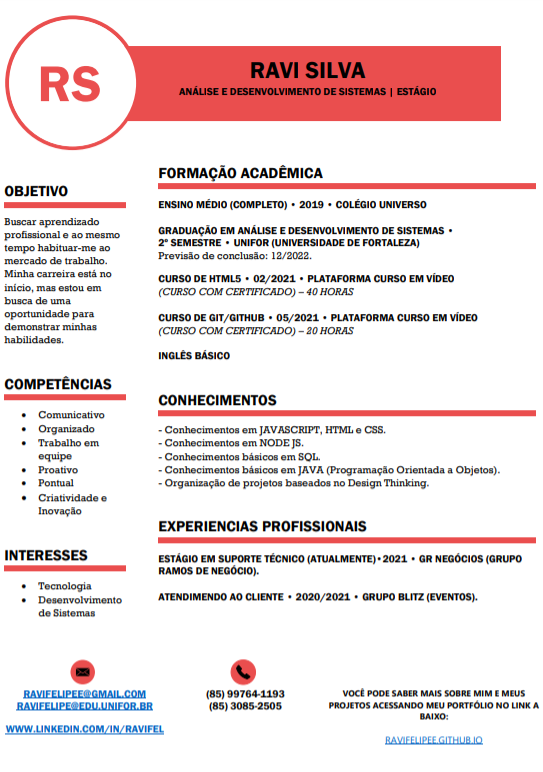 RS
RAVI SILVA
ANÁLISE E DESENVOLVIMENTO DE SISTEMAS | ESTÁGIO
OBJETIVO
Buscar aprendizado
profissional e ao mesmo
tempo habituar-me ao
mercado de trabalho.
Minha carreira está no
início, mas estou em
busca de uma
oportunidade para
demonstrar minhas
habilidades.
COMPETÊNCIAS
• Comunicativo
• Organizado
• Trabalho em
equipe
• Proativo
• Pontual
• Criatividade e
Inovação
INTERESSES
• Tecnologia
• Desenvolvimento
de Sistemas
FORMAÇÃO ACADÊMICA
ENSINO MÉDIO (COMPLETO) • 2019 • COLÉGIO UNIVERSO
GRADUAÇÃO EM ANÁLISE E DESENVOLVIMENTO DE SISTEMAS •
2º SEMESTRE • UNIFOR (UNIVERSIDADE DE FORTALEZA)
Previsão de conclusão: 12/2022.
CURSO DE HTML5 • 02/2021 • PLATAFORMA CURSO EM VÍDEO
(CURSO COM CERTIFICADO) – 40 HORAS
CURSO DE GIT/GITHUB • 05/2021 • PLATAFORMA CURSO EM VÍDEO
(CURSO COM CERTIFICADO) – 20 HORAS
INGLÊS BÁSICO
CONHECIMENTOS
- Conhecimentos em JAVASCRIPT, HTML e CSS.
- Conhecimentos em NODE JS.
- Conhecimentos básicos em SQL.
- Conhecimentos básicos em JAVA (Programação Orientada a Objetos).
- Organização de projetos baseados no Design Thinking.
EXPERIENCIAS PROFISSIONAIS
ESTÁGIO EM SUPORTE TÉCNICO (ATUALMENTE) • 2021 • GR NEGÓCIOS (GRUPO
RAMOS DE NEGÓCIO).
ATENDIMENDO AO CLIENTE • 2020/2021 • GRUPO BLITZ (EVENTOS).
RAVIFELIPEE@GMAIL.COM
RAVIFELIPE@EDU.UNIFOR.BR
WWW.LINKEDIN.COM/IN/RAVIFEL
(85) 99764-1193
(85) 3085-2505
VOCÊ PODE SABER MAIS SOBRE MIM E MEUS
PROJETOS ACESSANDO MEU PORTFÓLIO NO LINK A
BAIXO:
RAVIFELIPEE.GITHUB.IO